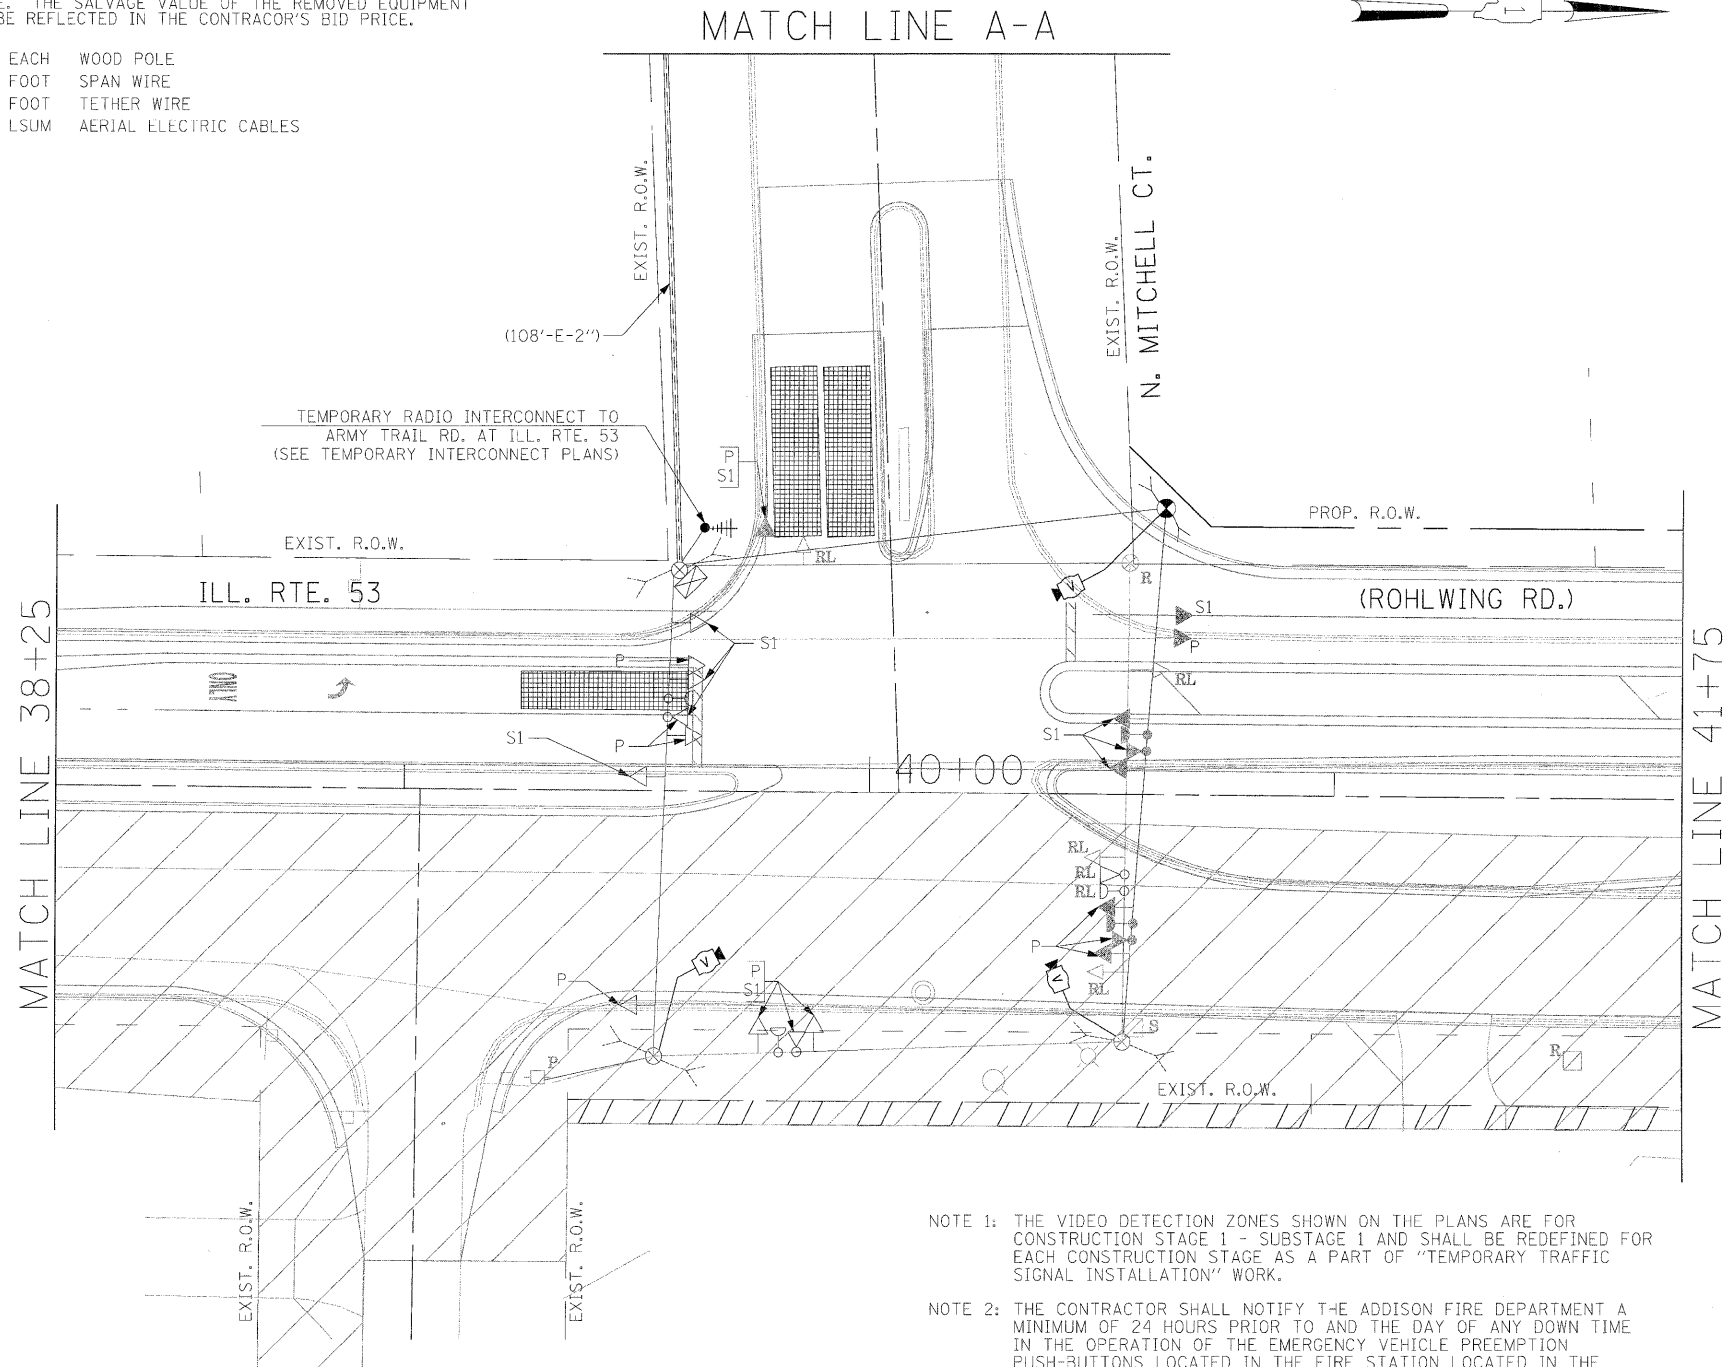 E. THE SALVAGE VALUE OF THE REMOVED EQUIPMENT
BE REFLECTED IN THE CONTRACOR'S BID PRICE.
EACH WOOD POLE
FOOT SPAN WIRE
FOOT TETHER WIRE
LSUM AERIAL ELECTRIC CABLES
MATCH LINE A-A
1
EXIST. R.O.W.
EXIST. R.O.W.
N. MITCHELL CT.
(108'-E-2")
TEMPORARY RADIO INTERCONNECT TO
ARMY TRAIL RD. AT ILL. RTE. 53
(SEE TEMPORARY INTERCONNECT PLANS)
P
S1
EXIST. R.O.W.
RL
PROP. R.O.W.
R
V
ILL. RTE. 53
(ROHLWING RD.)
S1
P
S1
P
RL
ONLY
S1
P
S1
40+00
MATCH LINE 38+25
MATCH LINE 41+75
RL
RL
RL
P
RL
V
V
P
P
S1
S
P
R
EXIST. R.O.W.
EXIST. R.O.W.
EXIST. R.O.W.
NOTE 1: THE VIDEO DETECTION ZONES SHOWN ON THE PLANS ARE FOR
CONSTRUCTION STAGE 1 - SUBSTAGE 1 AND SHALL BE REDEFINED FOR
EACH CONSTRUCTION STAGE AS A PART OF "TEMPORARY TRAFFIC
SIGNAL INSTALLATION" WORK.
NOTE 2: THE CONTRACTOR SHALL NOTIFY THE ADDISON FIRE DEPARTMENT A
MINIMUM OF 24 HOURS PRIOR TO AND THE DAY OF ANY DOWN TIME
IN THE OPERATION OF THE EMERGENCY VEHICLE PREEMPTION
PUSH-BUTTONS LOCATED IN THE FIRE STATION LOCATED IN THE